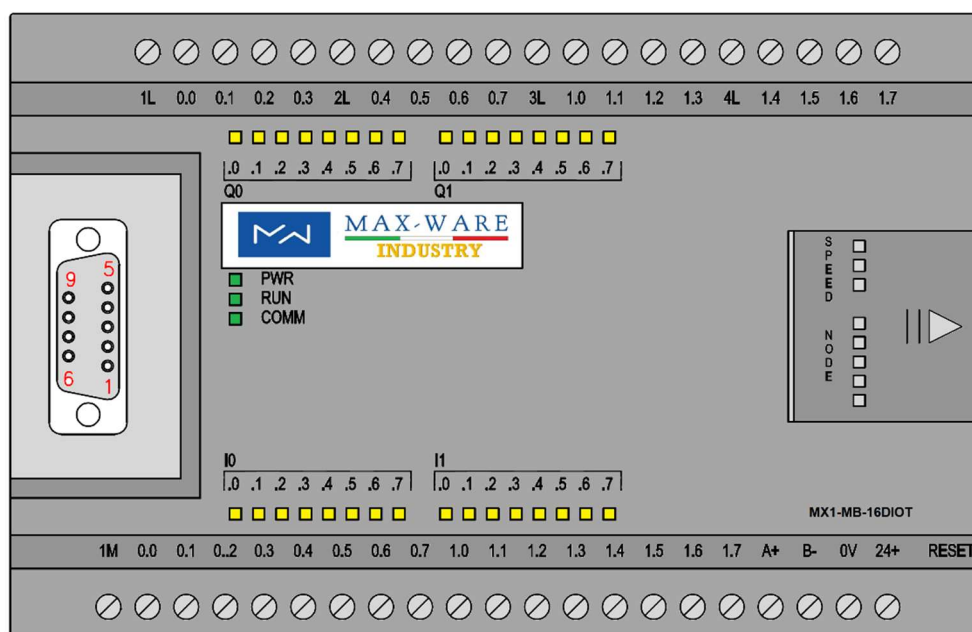 1L 0.0 0.1 0.2 0.3 2L 0.4 0.5 0.6 0.7 3L 1.0 1.1 1.2 1.3 4L 1.4 1.5 1.6 1.7
.0 .1 .2 .3 .4 .5 .6 .7 .0 .1 .2 .3 .4 .5 .6 .7
Q0 Q1
MAX-WARE
INDUSTRY
PWR
RUN
COMM
9 5
6 1
SPEED
NODE
I0 I1
.0 .1 .2 .3 .4 .5 .6 .7 .0 .1 .2 .3 .4 .5 .6 .7
MX1-MB-16DIOT
1M 0.0 0.1 0..2 0.3 0.4 0.5 0.6 0.7 1.0 1.1 1.2 1.3 1.4 1.5 1.6 1.7 A+ B- 0V 24+ RESET